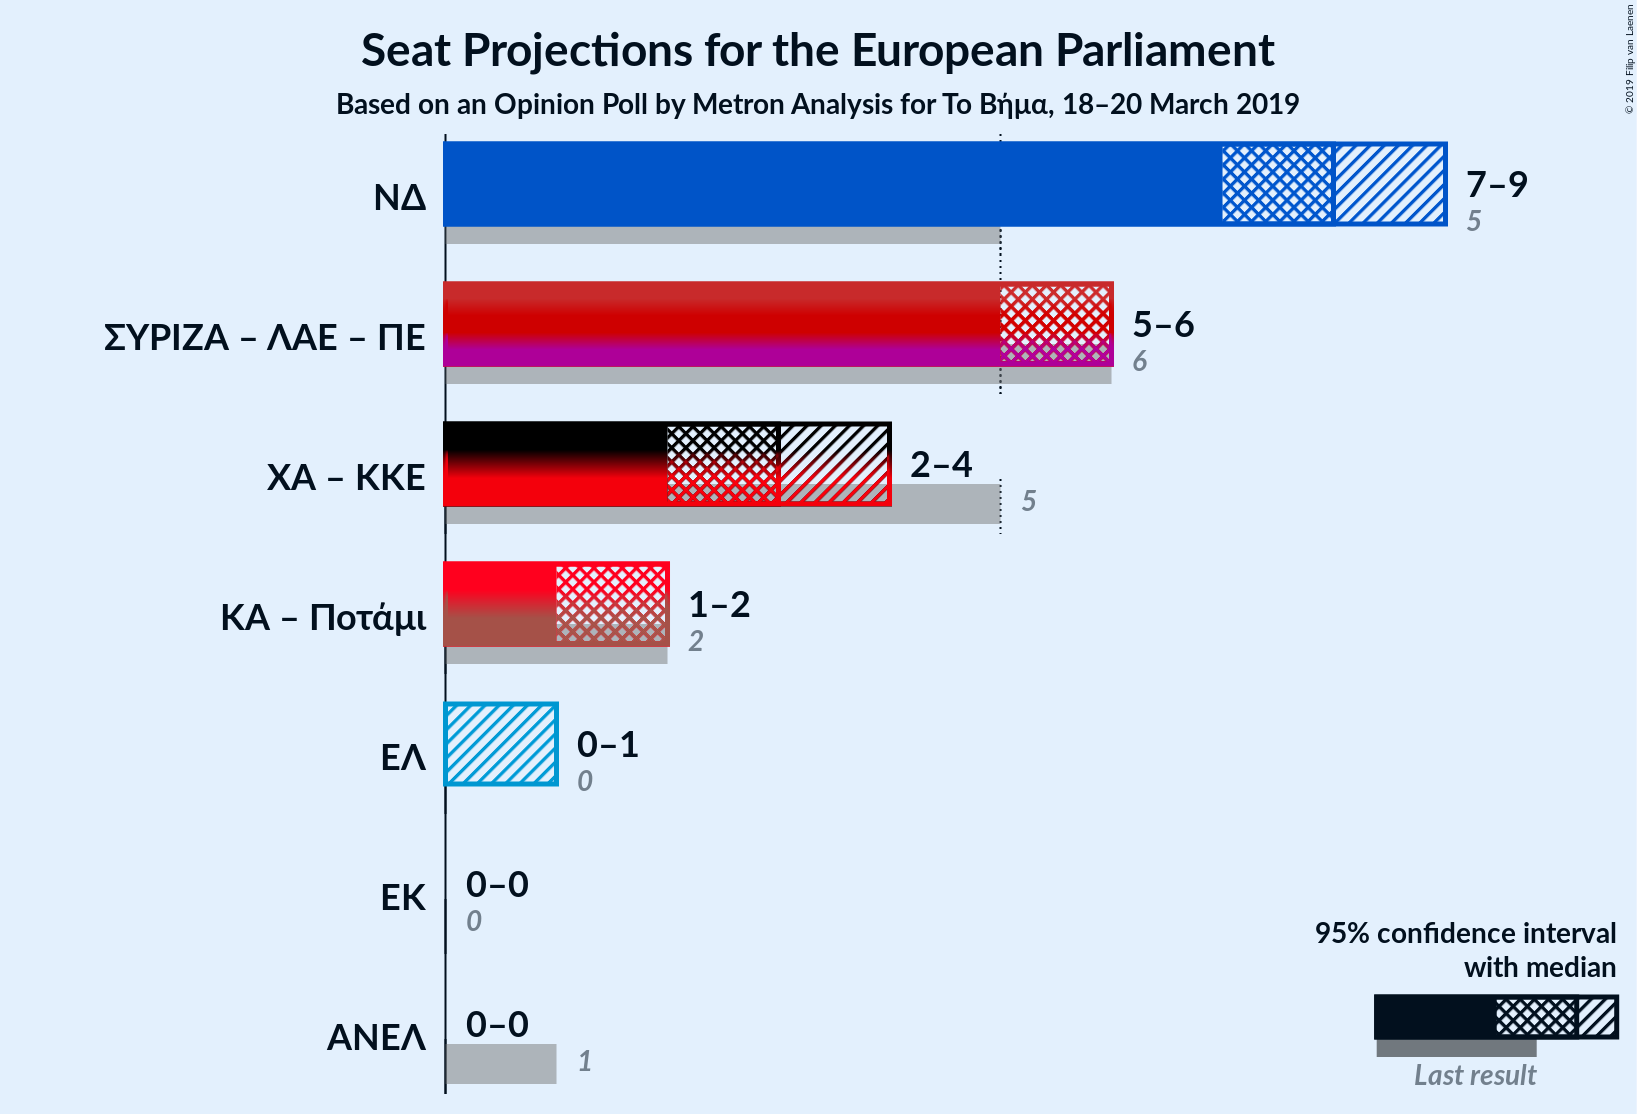 Seat Projections for the European Parliament
Based on an Opinion Poll by Metron Analysis for Το Βήμα, 18–20 March 2019
© 2019 Filip van Laenen
ΝΔ
7–9
5
ΣΥΡΙΖΑ – ΛΑΕ – ΠΕ
5–6
6
ΧΑ – ΚΚΕ
2–4
5
ΚΑ – Ποτάμι
1–2
2
ΕΛ
0–1
0
ΕΚ
0–0
0
ΑΝΕΛ
0–0
1
95% confidence interval
with median
Last result